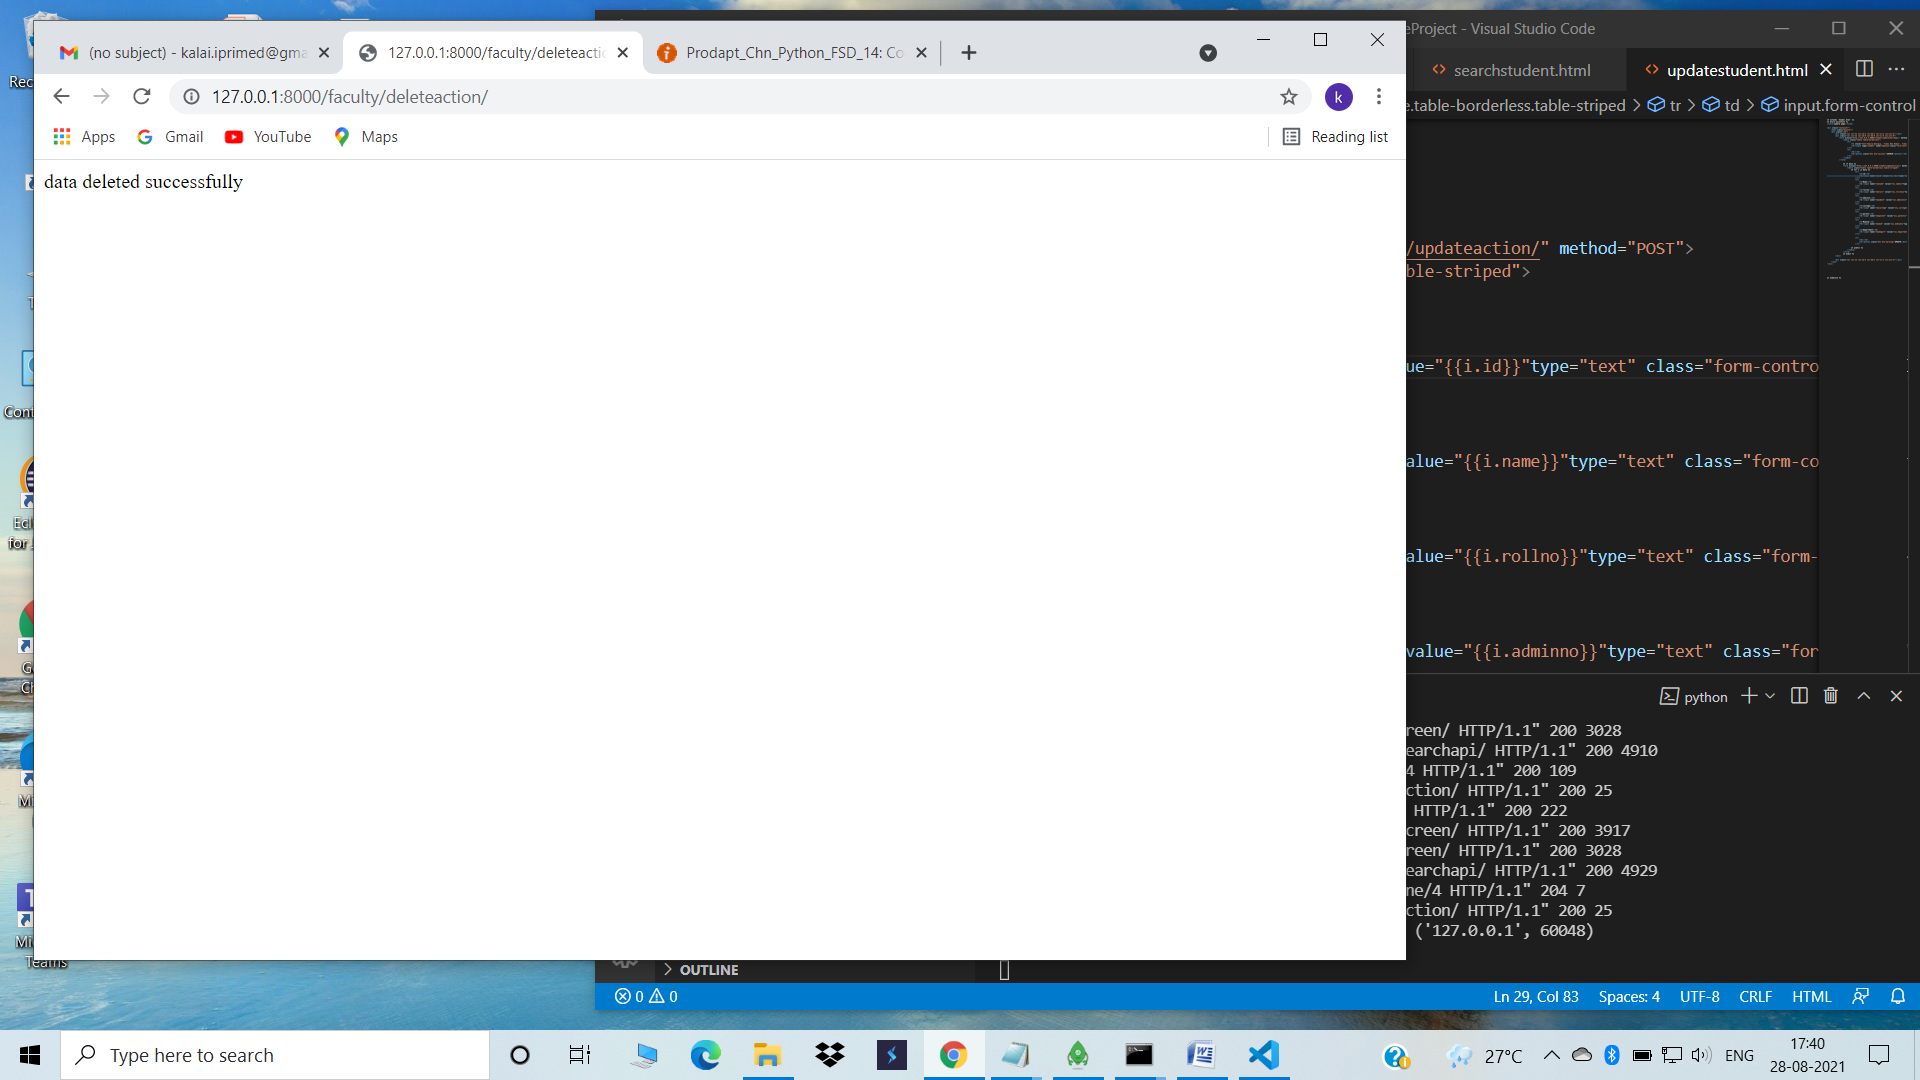 eProject - Visual Studio Code
(no subject) - kalai.iprimed@gma
127.0.0.1:8000/faculty/deleteactic
Prodapt_Chn_Python_FSD_14: Co
searchstudent.html
updatestudent.html
127.0.0.1:8000/faculty/deleteaction/
k
e.table-borderless.table-striped > tr > td > input.form-control
Apps
Gmail
YouTube
Maps
Reading list
data deleted successfully
/updateaction/" method="POST">
ble-striped">
ue="{{i.id}}"type="text" class="form-contro
alue="{{i.name}}"type="text" class="form-co
alue="{{i.rollno}}"type="text" class="form-
value="{{i.adminno}}"type="text" class="for
python
reen/ HTTP/1.1" 200 3028
earchapi/ HTTP/1.1" 200 4910
4 HTTP/1.1" 200 109
ction/ HTTP/1.1" 200 25
HTTP/1.1" 200 222
creen/ HTTP/1.1" 200 3917
reen/ HTTP/1.1" 200 3028
earchapi/ HTTP/1.1" 200 4929
ne/4 HTTP/1.1" 204 7
ction/ HTTP/1.1" 200 25
('127.0.0.1', 60048)
Rec
Cont
Ecl
for
G
Ch
Mi
Mi
Teams
OUTLINE
0
0
Ln 29, Col 83
Spaces: 4
UTF-8
CRLF
HTML
Type here to search
27°C
ENG
17:40
28-08-2021